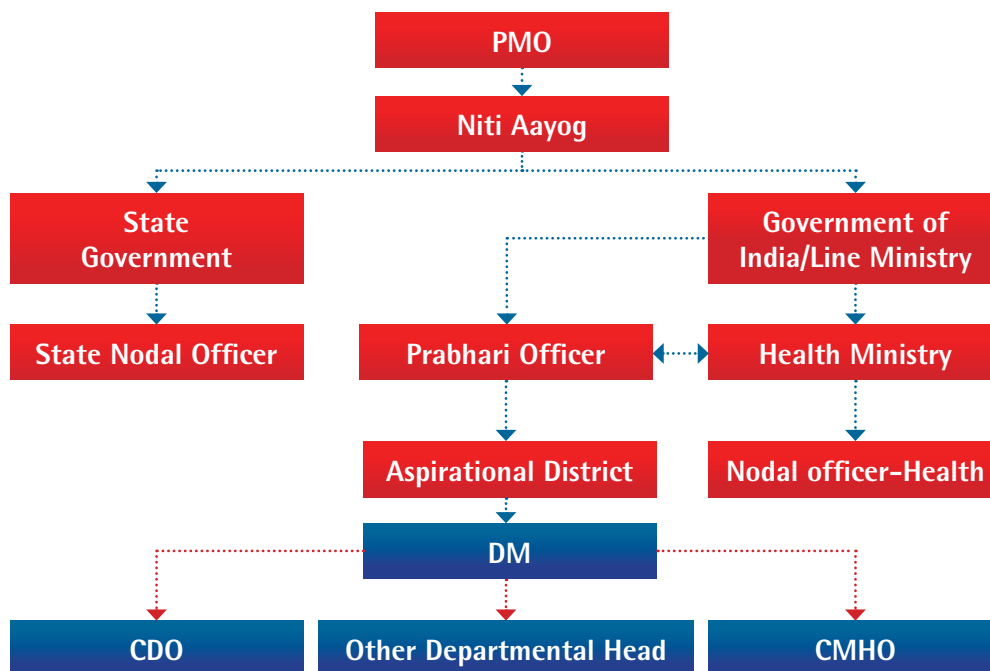 PMO
Niti Aayog
State
Government
Government of
India/Line Ministry
State Nodal Officer
Prabhari Officer
Health Ministry
Aspirational District
Nodal officer-Health
DM
CDO
Other Departmental Head
CMHO